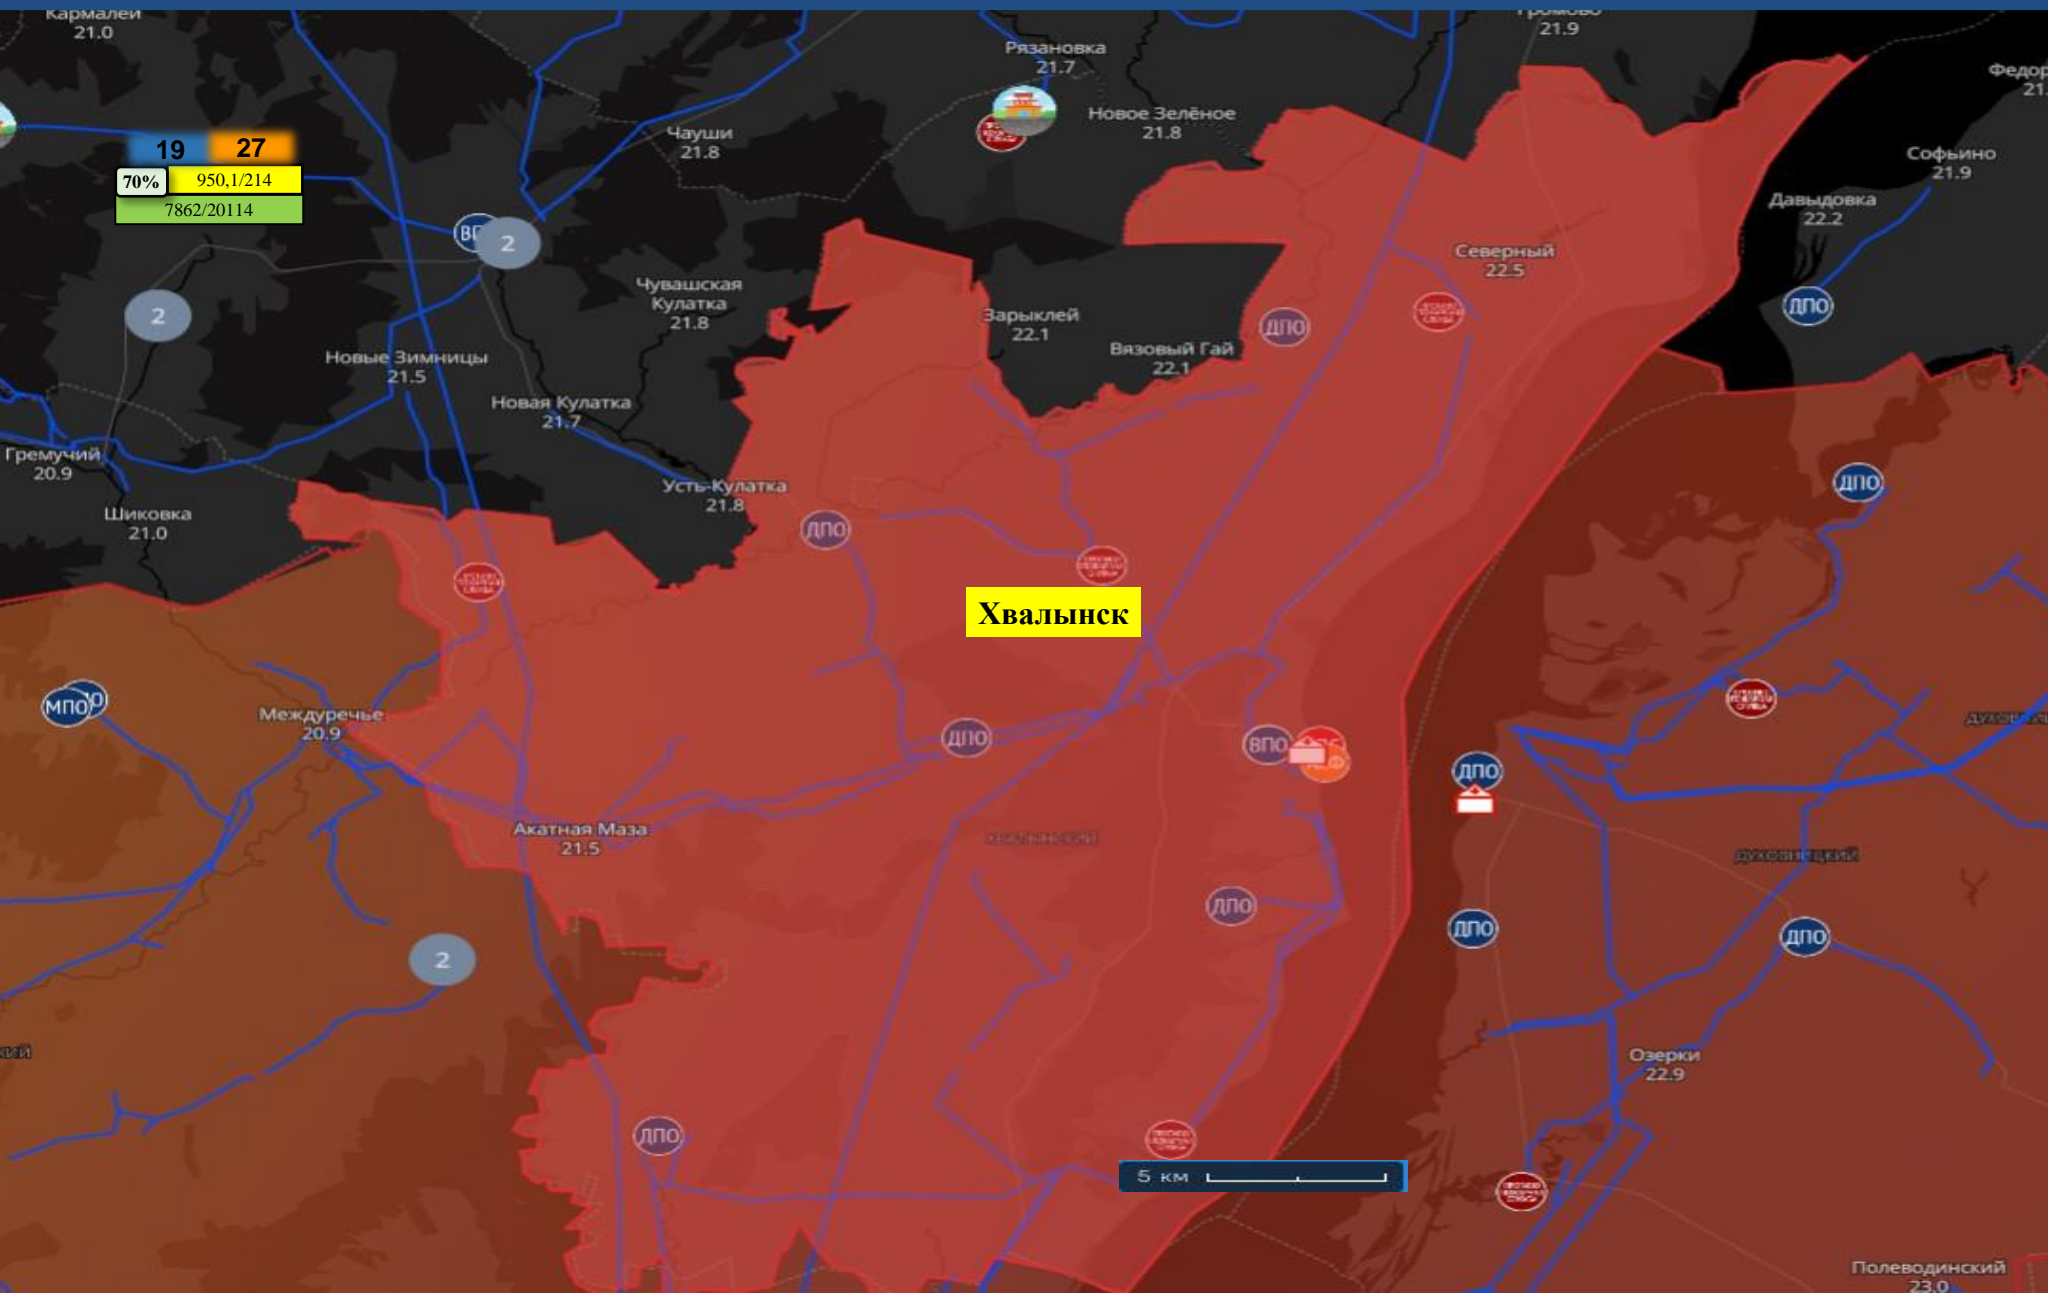 Кармалеи
21.0
21.9
Рязановка
21.7
Новое Зелёное
21.8
Чауши
21.8
19 27
70% 950,1/214
7862/20114
Софьино
21.9
Давыдовка
22.2
2
2
Северный
22.5
Чувашская
Кулатка
21.8
Зарыклей
22.1
ДПО
ДПО
Вязовый Гай
22.1
Новые Зимницы
21.5
Новая Кулатка
21.7
Гремучий
20.9
Усть-Кулатка
21.8
ДПО
Шиковка
21.0
ДПО
Хвалынск
МПО
Междуречье
20.9
ДПО
ВПО
ДПО
Акатная Маза
21.5
ХВАЛЫНСКИЙ
ДУХОВНИЦКИЙ
ДПО
ДПО
ДПО
2
Озерки
22.9
ДПО
5 км
Полеводинский
23.0